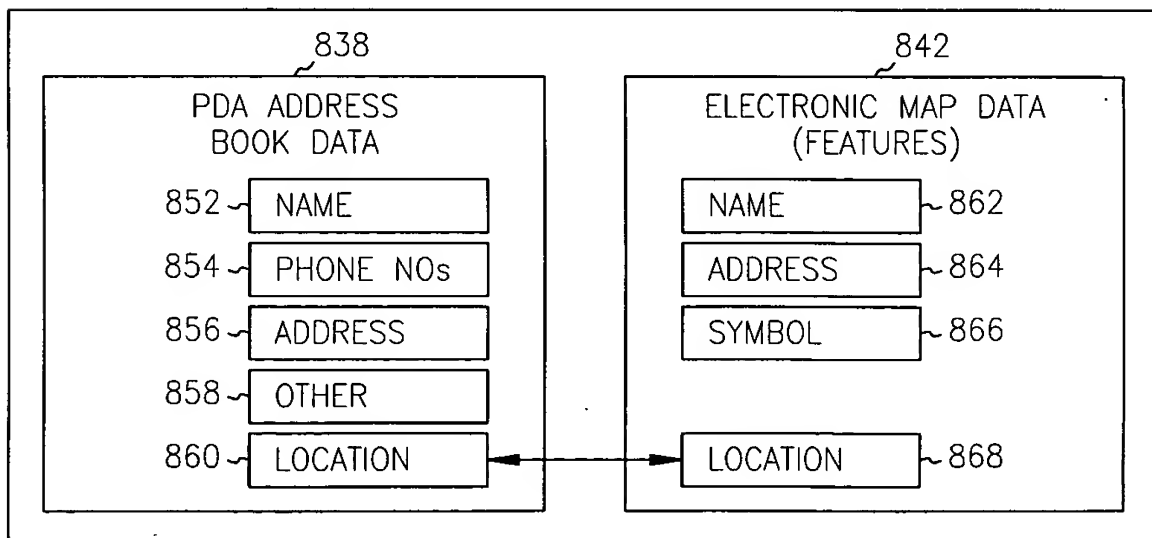 838
PDA ADDRESS
BOOK DATA
852 NAME
854 PHONE NOs
856 ADDRESS
858 OTHER
860 LOCATION
842
ELECTRONIC MAP DATA
(FEATURES)
NAME 862
ADDRESS 864
SYMBOL 866
LOCATION 868